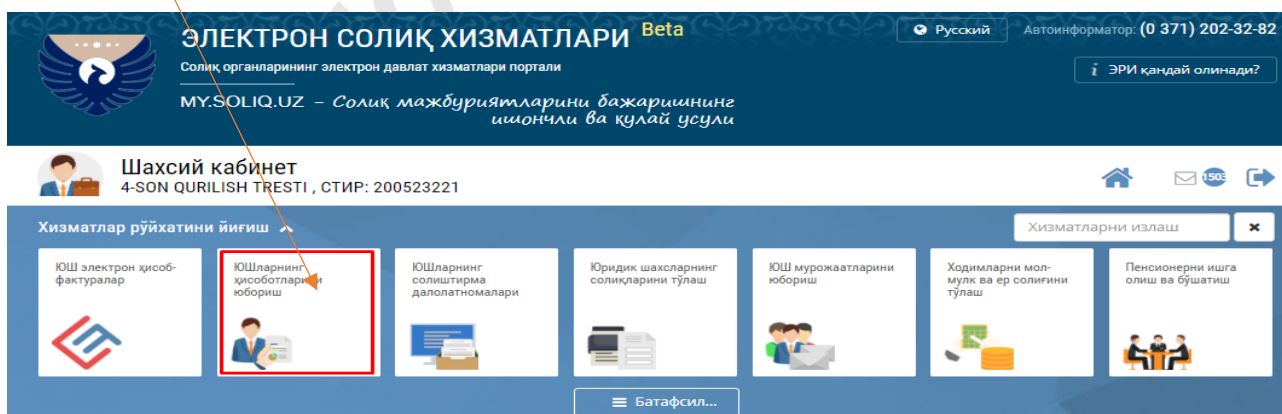 ЭЛЕКТРОН СОЛИҚ ХИЗМАТЛАРИ Beta
Русский
Автоинформатор: (0 371) 202-32-82
Солиқ органларининг электрон давлат хизматлари портали
ЭРИ қандай олинади?
MY.SOLIQ.UZ – Солиқ мажбуриятларини бажаришнинг
ишончли ва қулай усули
Шахсий кабинет
4-SON QURILISH TRESTI , СТИР: 200523221
1503
Хизматлар рўйхатини йиғиш
Хизматларни излаш
ЮШ электрон ҳисоб-
фактуралар
ЮШларнинг
ҳисоботларини
юбориш
ЮШларнинг
солиштирма
далолатномалари
Юридик шахсларнинг
солиқларини тўлаш
ЮШ мурожаатларини
юбориш
Ходимларни мол-
мулк ва ер солиғини
тўлаш
Пенсионерни ишга
олиш ва бўшатиш
Батафсил...